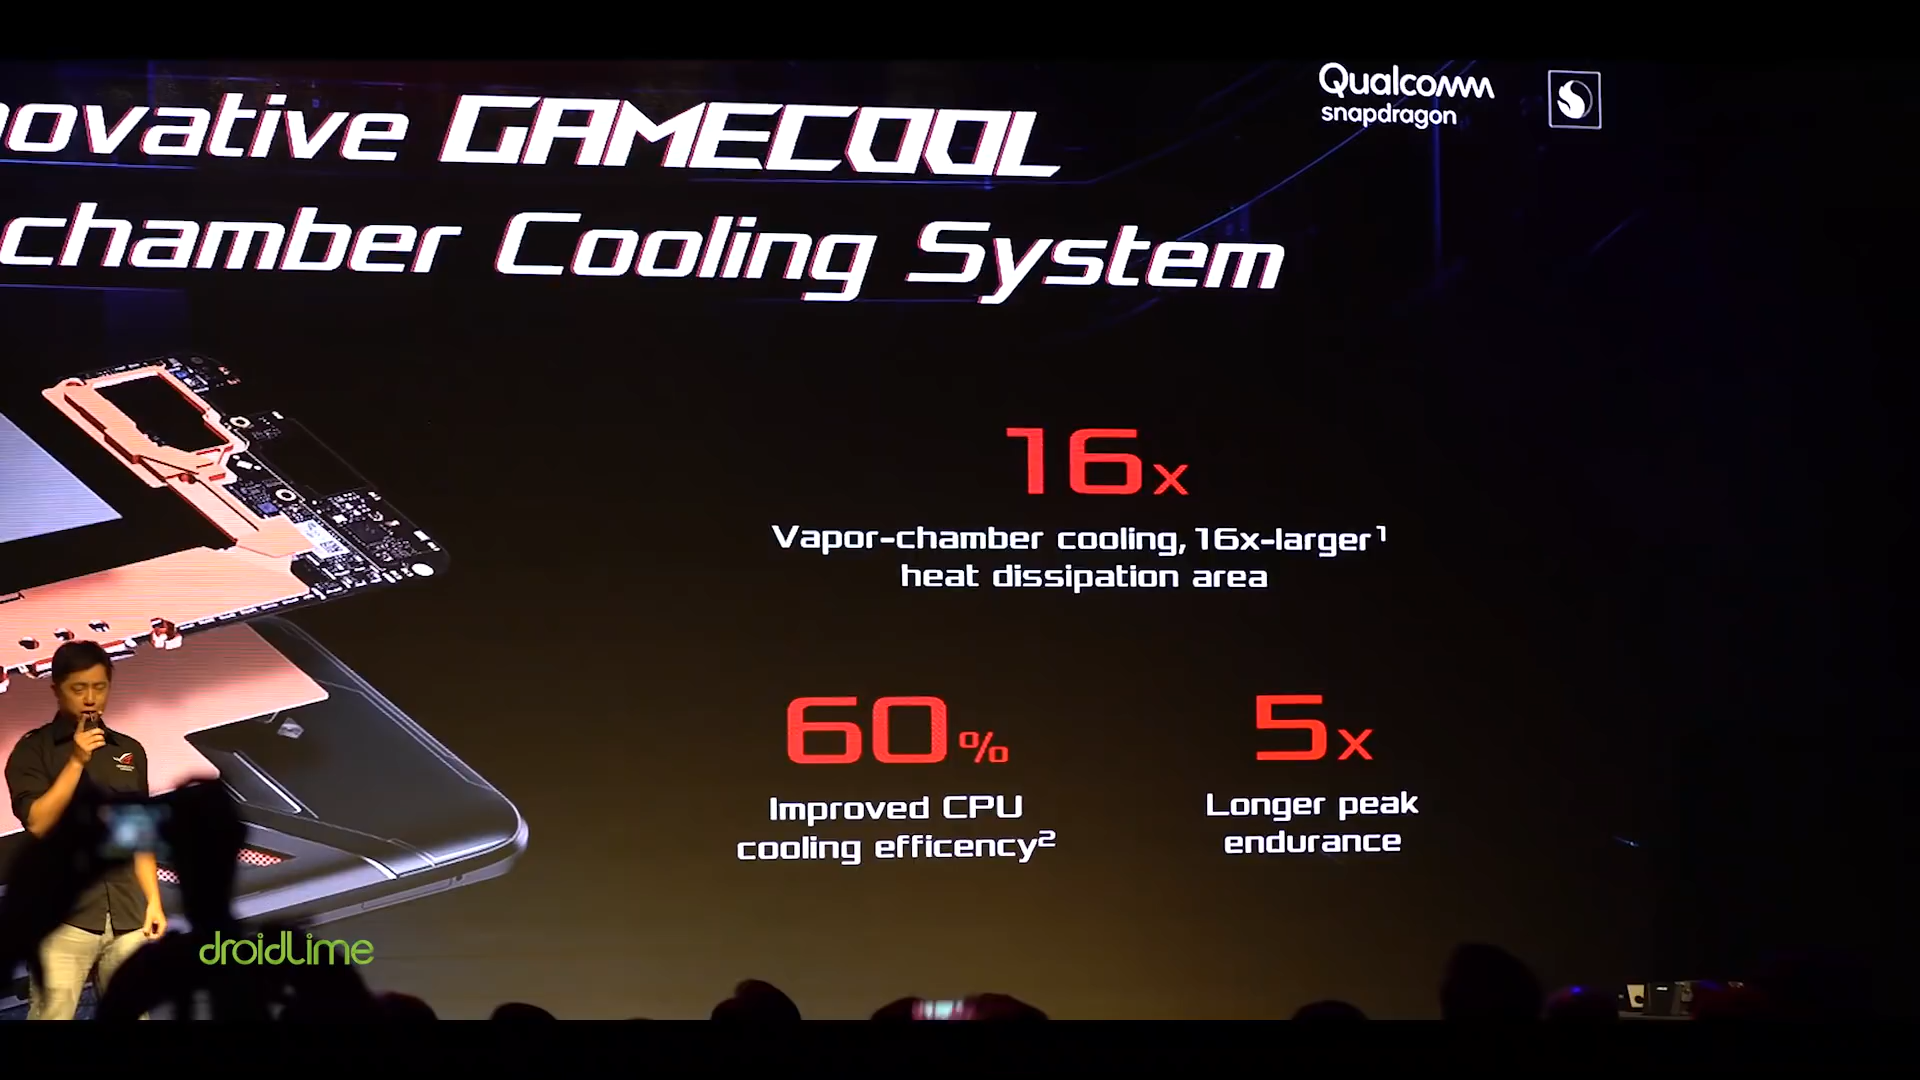 Qualcomm
snapdragon
novative GAMECOOL
chamber Cooling System
16x
Vapor-chamber cooling, 16x-larger¹
heat dissipation area
60%
Improved CPU
cooling efficency²
5x
Longer peak
endurance
droidlime